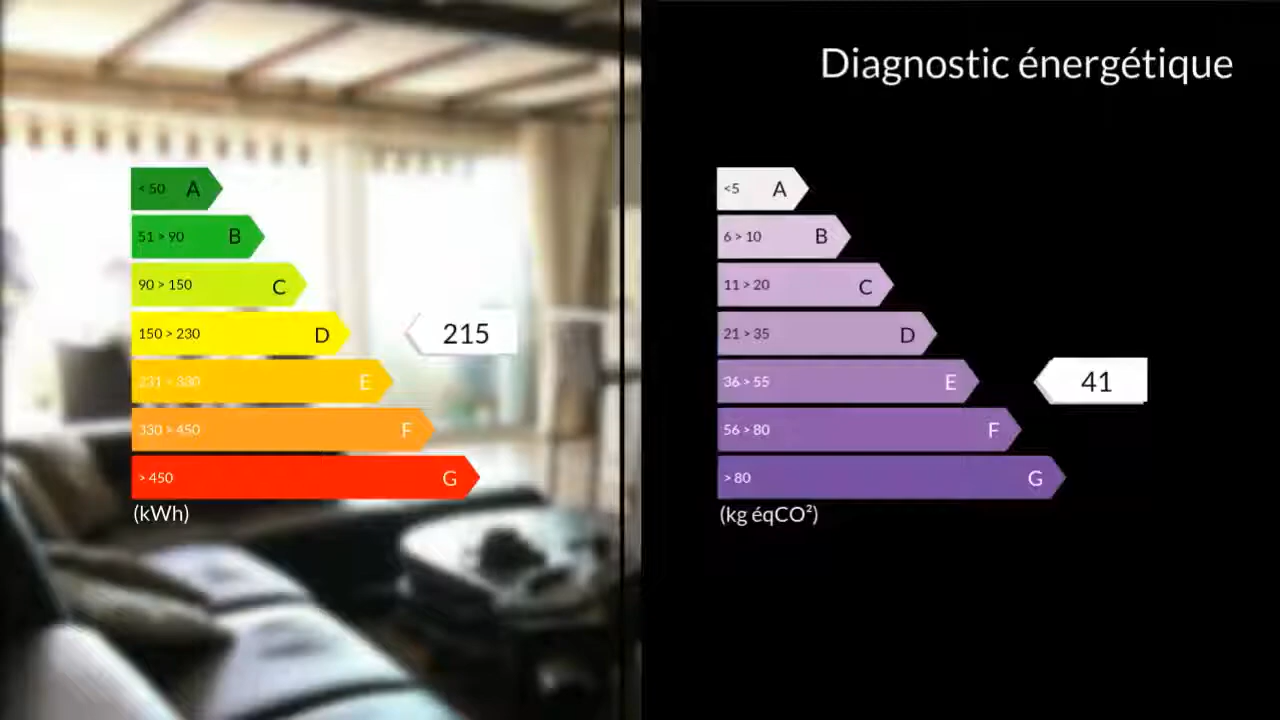 Diagnostic énergétique
< 50 A
51 > 90 B
90 > 150 C
150 > 230 D
215
231 > 330 E
330 > 450 F
> 450 G
(kWh)
<5 A
6 > 10 B
11 > 20 C
21 > 35 D
36 > 55 E
41
56 > 80 F
> 80 G
(kg éqCO²)